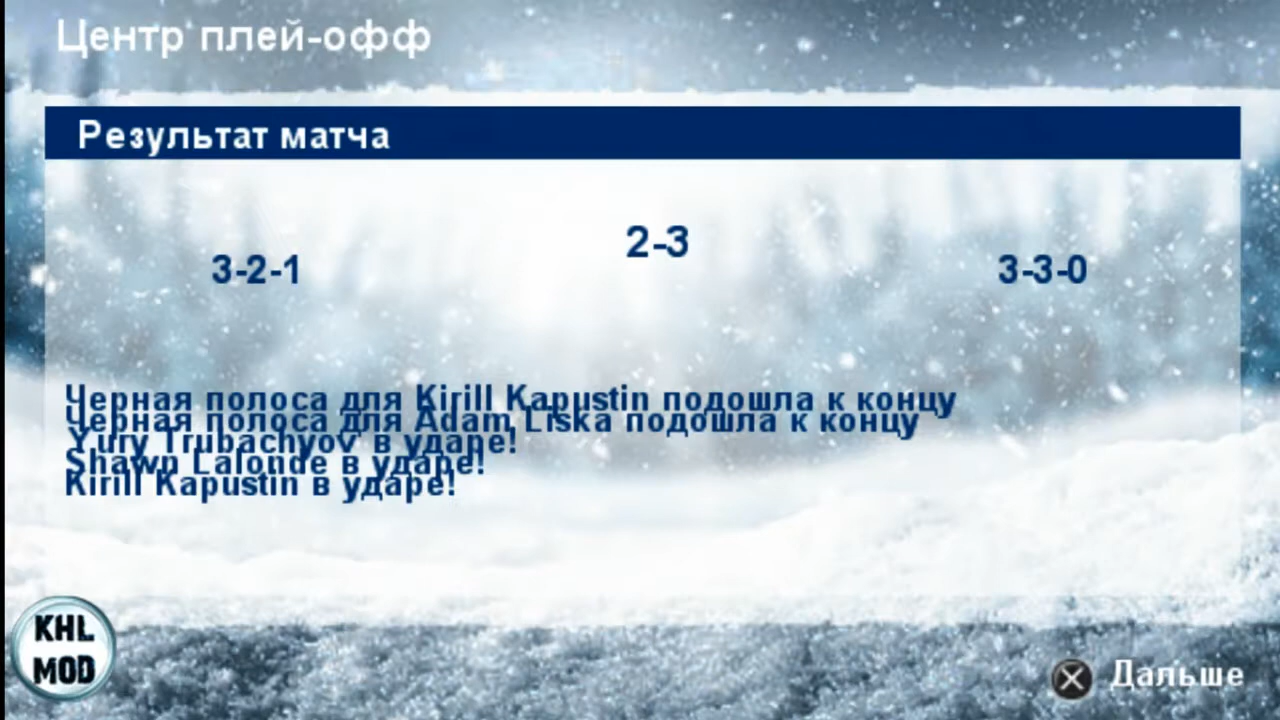 Центр плей-офф
Результат матча
2-3
3-2-1
3-3-0
Черная полоса для Kirill Kapustin подошла к концу
Черная полоса для Adam Liska подошла к концу
Yury Trubachyov в ударе!
Shawn Lalonde в ударе!
Kirill Kapustin в ударе!
KHL
MOD
Дальше